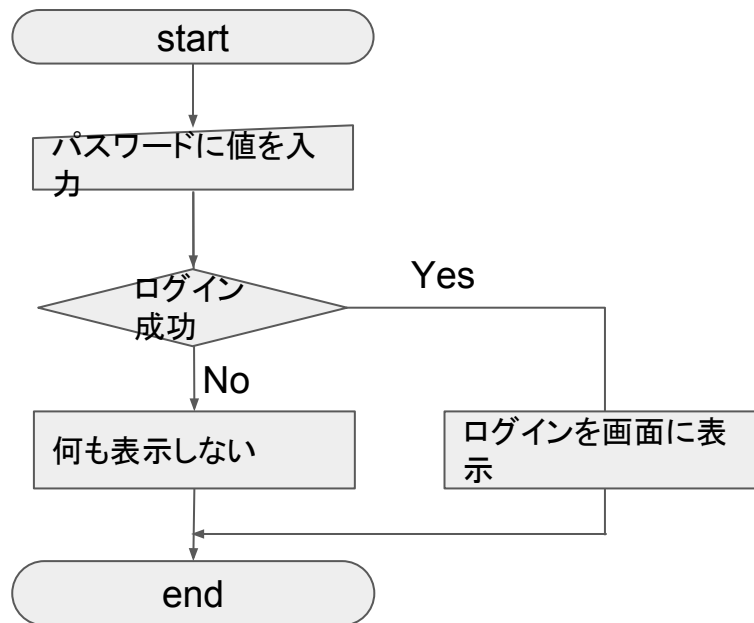 start
パスワードに値を入
力
ログイン
成功
Yes
No
何も表示しない
ログインを画面に表
示
end